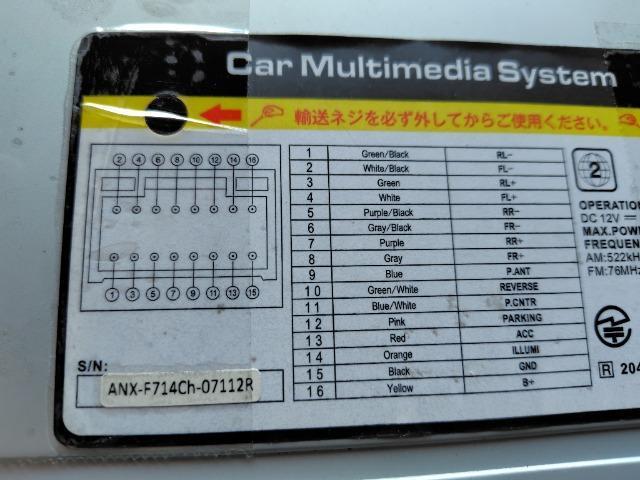 Car Multimedia System
輸送ネジを必ず外してからご使用ください。
2 4 6 8 10 12 14 16
1 3 5 7 9 11 13 15
1 Green/Black RL-
2 White/Black FL-
3 Green RL+
4 White FL+
5 Purple/Black RR-
6 Gray/Black FR-
7 Purple RR+
8 Gray FR+
9 Blue P.ANT
10 Green/White REVERSE
11 Blue/White P.CNTR
12 Pink PARKING
13 Red ACC
14 Orange ILLUMI
15 Black GND
16 Yellow B+
2
OPERATION
DC 12V
MAX.POW
FREQUEN
AM:522kH
FM:76MHz
R 204
S/N:
ANX-F714Ch-07112R